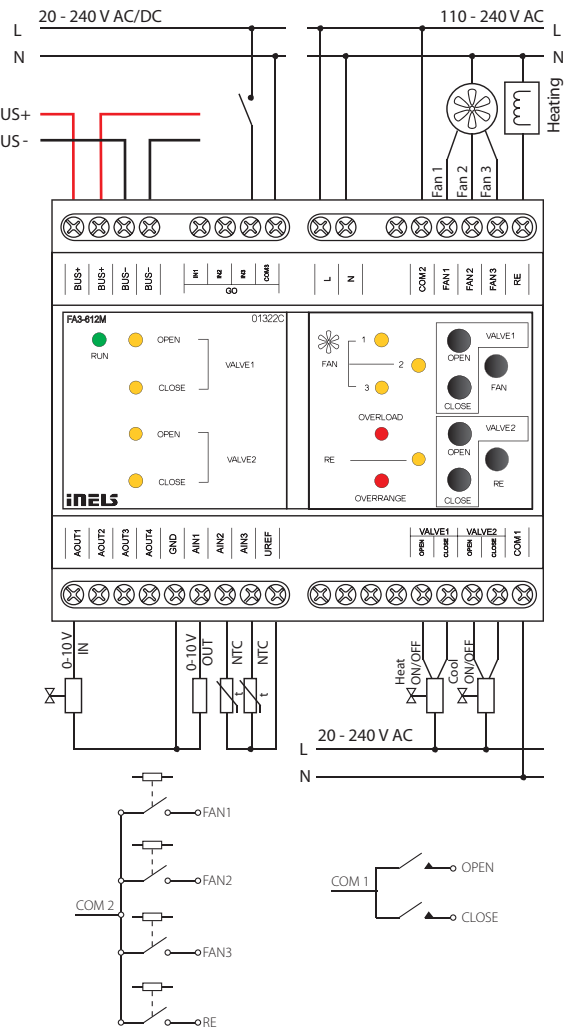 20 - 240 V AC/DC
110 - 240 V AC
L
L
N
N
US+
US -
Fan 1
Fan 2
Fan 3
Heating
BUS+
BUS+
BUS-
BUS-
IN1
IN2
IN3
COM3
GO
L
N
COM2
FAN1
FAN2
FAN3
RE
FA3-612M
01322C
RUN
OPEN
VALVE1
CLOSE
OPEN
VALVE2
CLOSE
iNELS
FAN
1
2
3
OVERLOAD
RE
OVERRANGE
VALVE1
OPEN
FAN
CLOSE
VALVE2
OPEN
RE
CLOSE
AOUT1
AOUT2
AOUT3
AOUT4
GND
AIN1
AIN2
AIN3
UREF
VALVE1
VALVE2
OPEN
CLOSE
OPEN
CLOSE
COM1
0-10 V
IN
0-10 V
OUT
NTC
NTC
t
t
Heat
ON/OFF
Cool
ON/OFF
L
20 - 240 V AC
N
FAN1
FAN2
COM 2
FAN3
RE
COM 1
OPEN
CLOSE